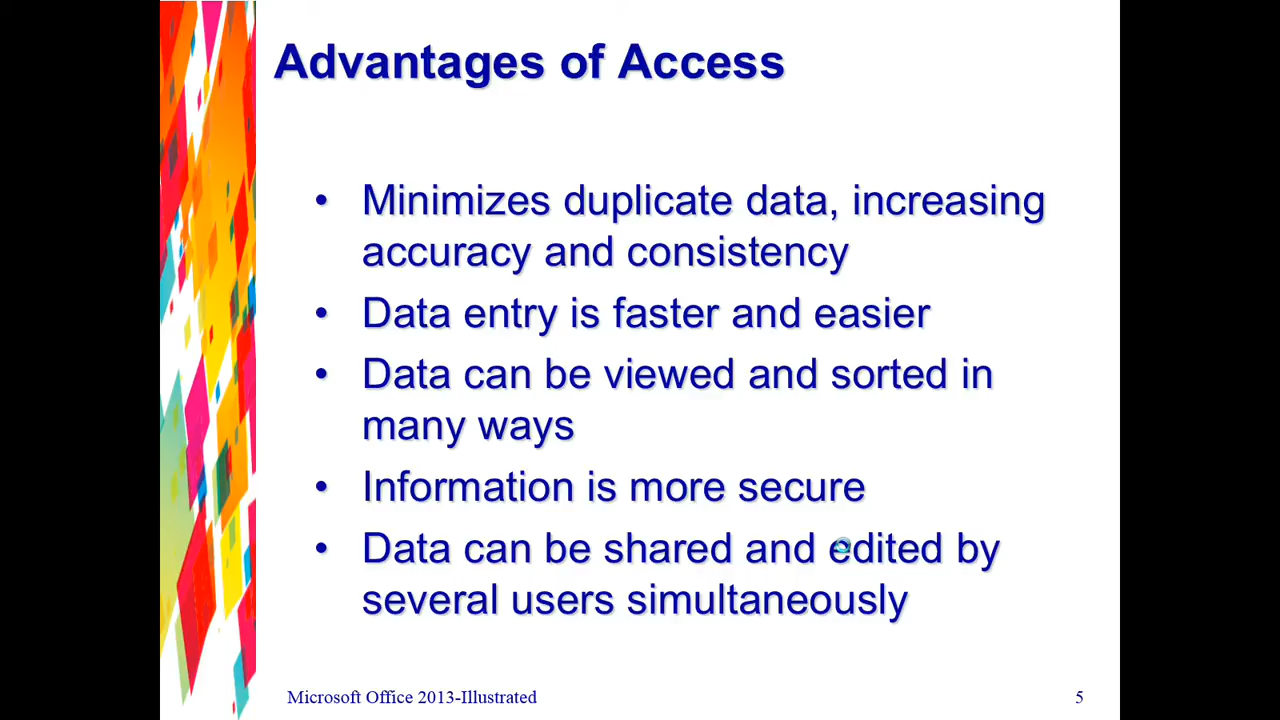 Advantages of Access
• Minimizes duplicate data, increasing
accuracy and consistency
• Data entry is faster and easier
• Data can be viewed and sorted in
many ways
• Information is more secure
• Data can be shared and edited by
several users simultaneously
Microsoft Office 2013-Illustrated
5